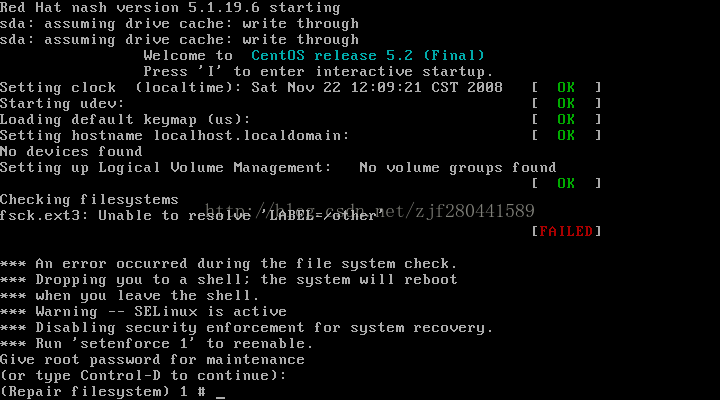 Red Hat nash version 5.1.19.6 starting
sda: assuming drive cache: write through
sda: assuming drive cache: write through
Welcome to CentOS release 5.2 (Final)
Press 'I' to enter interactive startup.
Setting clock (localtime): Sat Nov 22 12:09:21 CST 2008 [ OK ]
Starting udev: [ OK ]
Loading default keymap (us): [ OK ]
Setting hostname localhost.localdomain: [ OK ]
No devices found
Setting up Logical Volume Management: No volume groups found
[ OK ]
Checking filesystems
http://blog.csdn.net/zjf280441589
fsck.ext3: Unable to resolve 'LABEL=/other'
[FAILED]
*** An error occurred during the file system check.
*** Dropping you to a shell; the system will reboot
*** when you leave the shell.
*** Warning -- SELinux is active
*** Disabling security enforcement for system recovery.
*** Run 'setenforce 1' to reenable.
Give root password for maintenance
(or type Control-D to continue):
(Repair filesystem) 1 # _